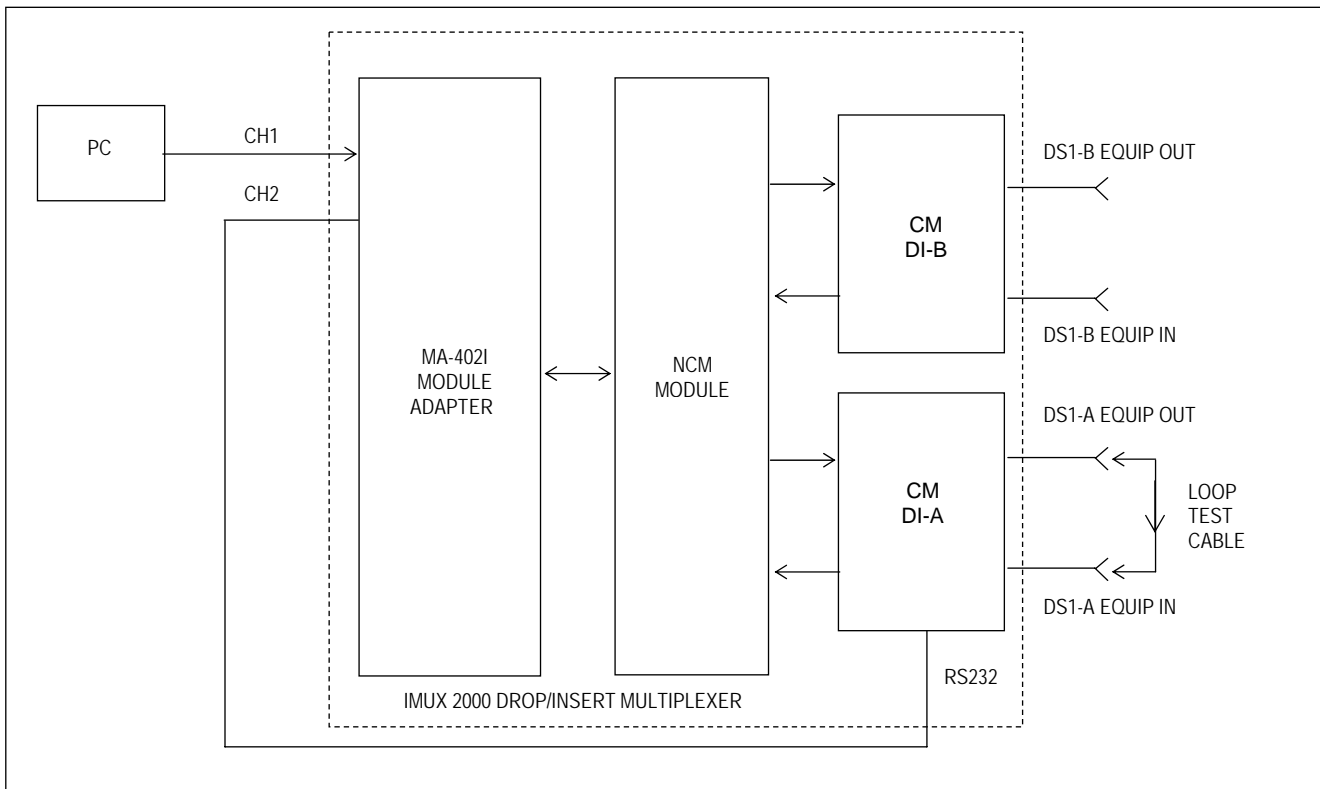 PC
CH1
CH2
MA-402I
MODULE
ADAPTER
NCM
MODULE
CM
DI-B
DS1-B EQUIP OUT
DS1-B EQUIP IN
CM
DI-A
DS1-A EQUIP OUT
DS1-A EQUIP IN
LOOP
TEST
CABLE
RS232
IMUX 2000 DROP/INSERT MULTIPLEXER